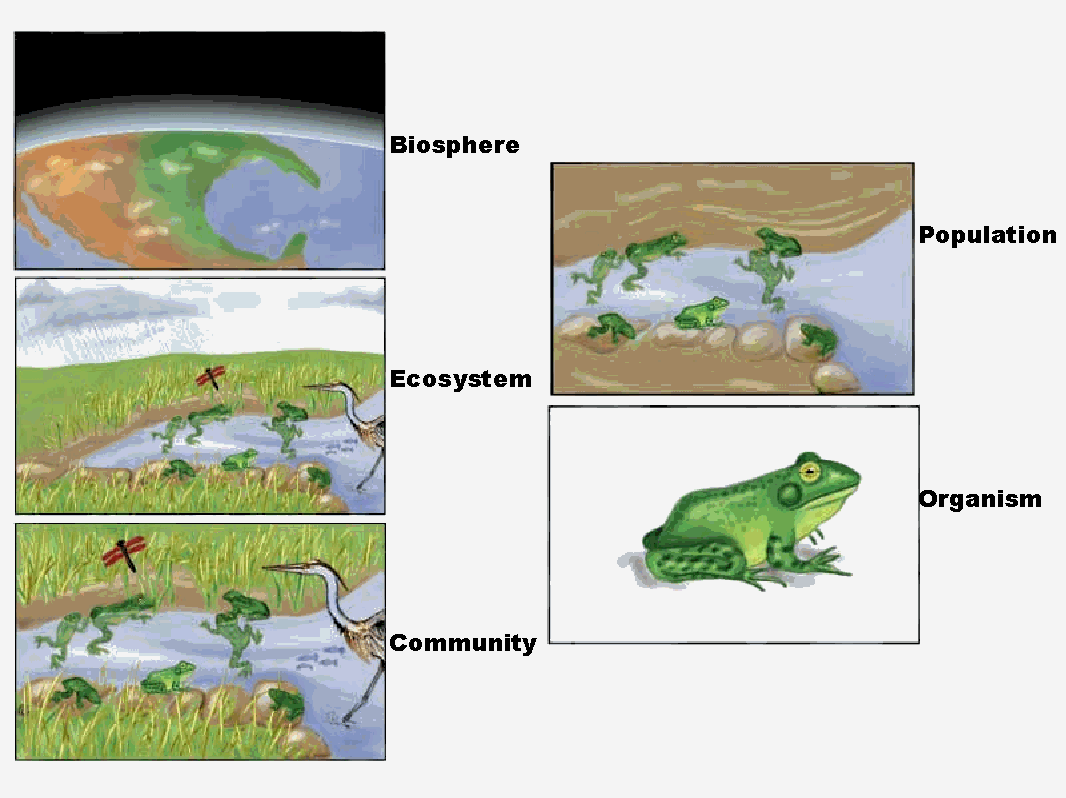 Biosphere
Ecosystem
Community
Population
Organism